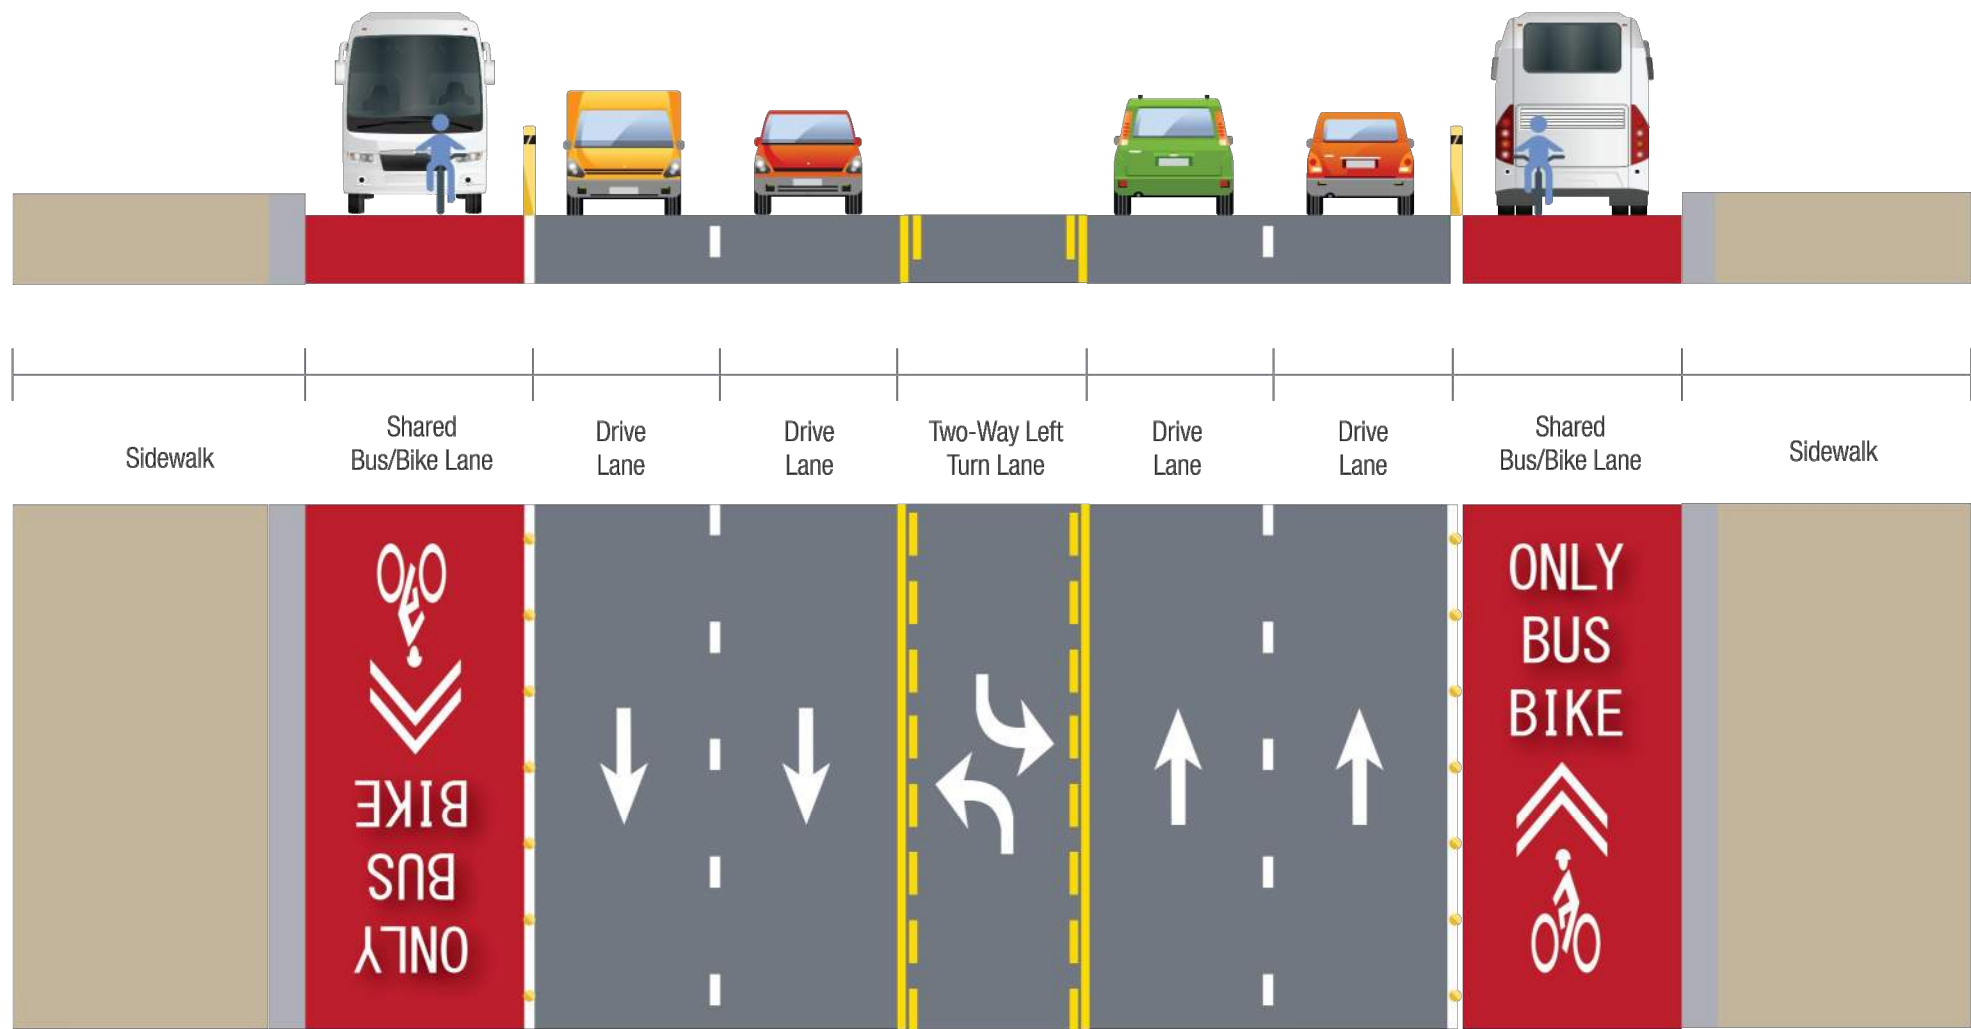 Sidewalk
Shared
Bus/Bike Lane
Drive
Lane
Drive
Lane
Two-Way Left
Turn Lane
Drive
Lane
Drive
Lane
Shared
Bus/Bike Lane
Sidewalk
ONLY
BUS
BIKE
ONLY
BUS
BIKE